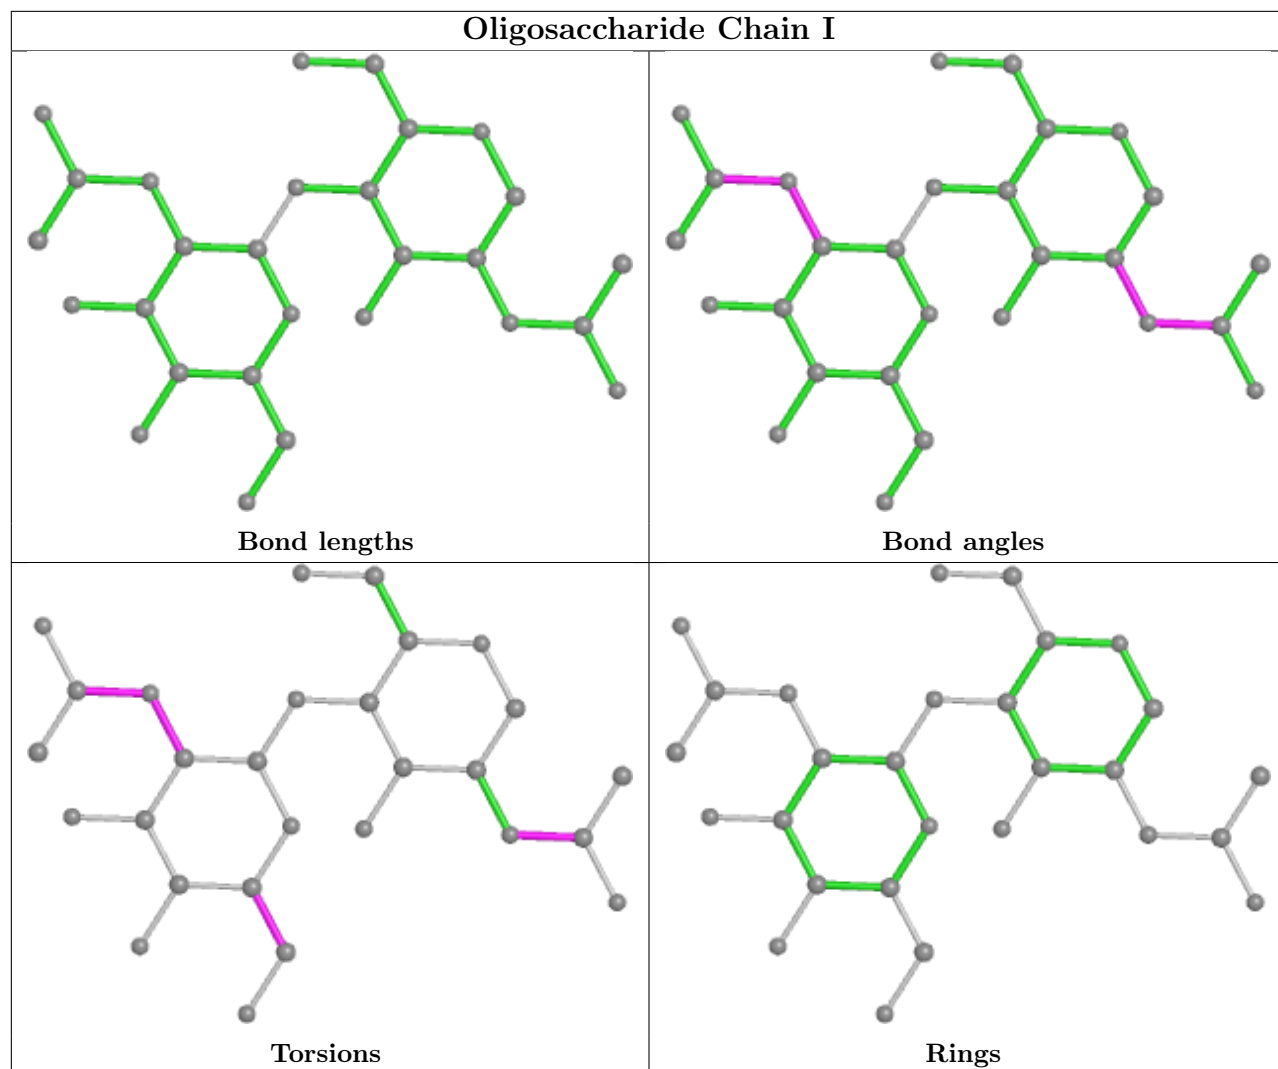 Oligosaccharide Chain I
Bond lengths
Bond angles
Torsions
Rings